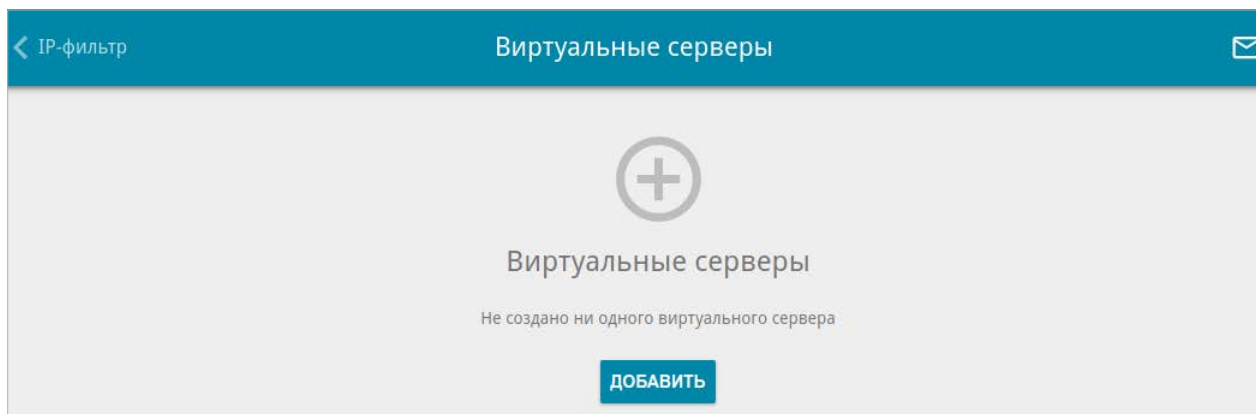 IP-фильтр
Виртуальные серверы
Виртуальные серверы
Не создано ни одного виртуального сервера
ДОБАВИТЬ